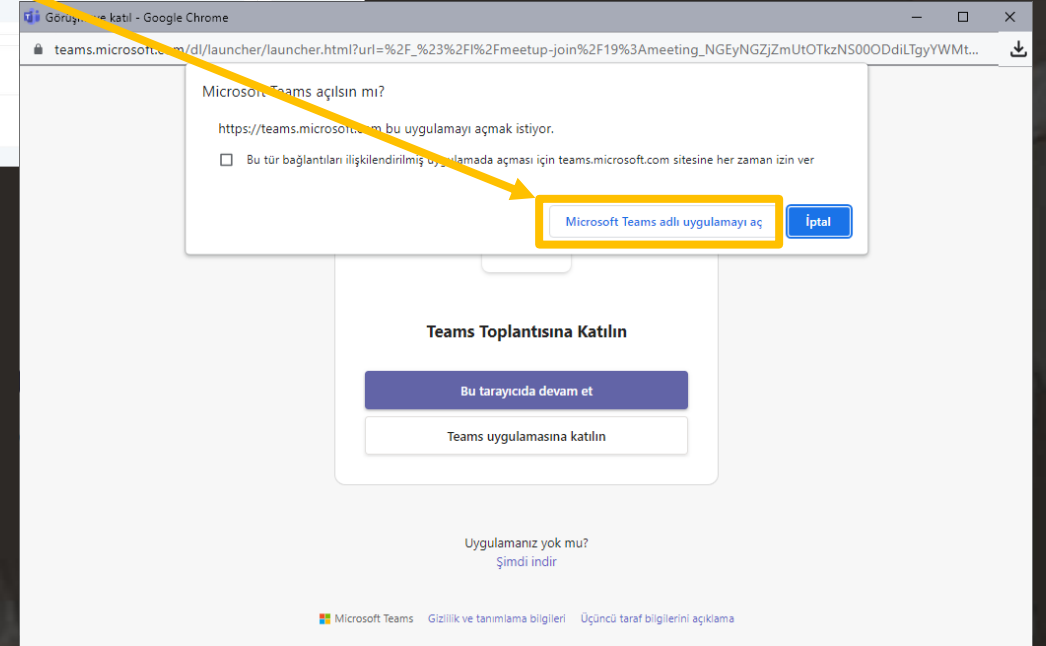 Görüşmeye katıl - Google Chrome
teams.microsoft.com/dl/launcher/launcher.html?url=%2F_%23%2Fl%2Fmeetup-join%2F19%3Ameeting_NGEyNGZjZmUtOTkzNS00ODdiLTgyYWMt...
Microsoft Teams açılsın mı?
https://teams.microsoft.com bu uygulamayı açmak istiyor.
Bu tür bağlantıları ilişkilendirilmiş uygulamada açması için teams.microsoft.com sitesine her zaman izin ver
Microsoft Teams adlı uygulamayı aç
İptal
Teams Toplantısına Katılın
Bu tarayıcıda devam et
Teams uygulamasına katılın
Uygulamanız yok mu?
Şimdi indir
Microsoft Teams Gizlilik ve tanımlama bilgileri Üçüncü taraf bilgilerini açıklama